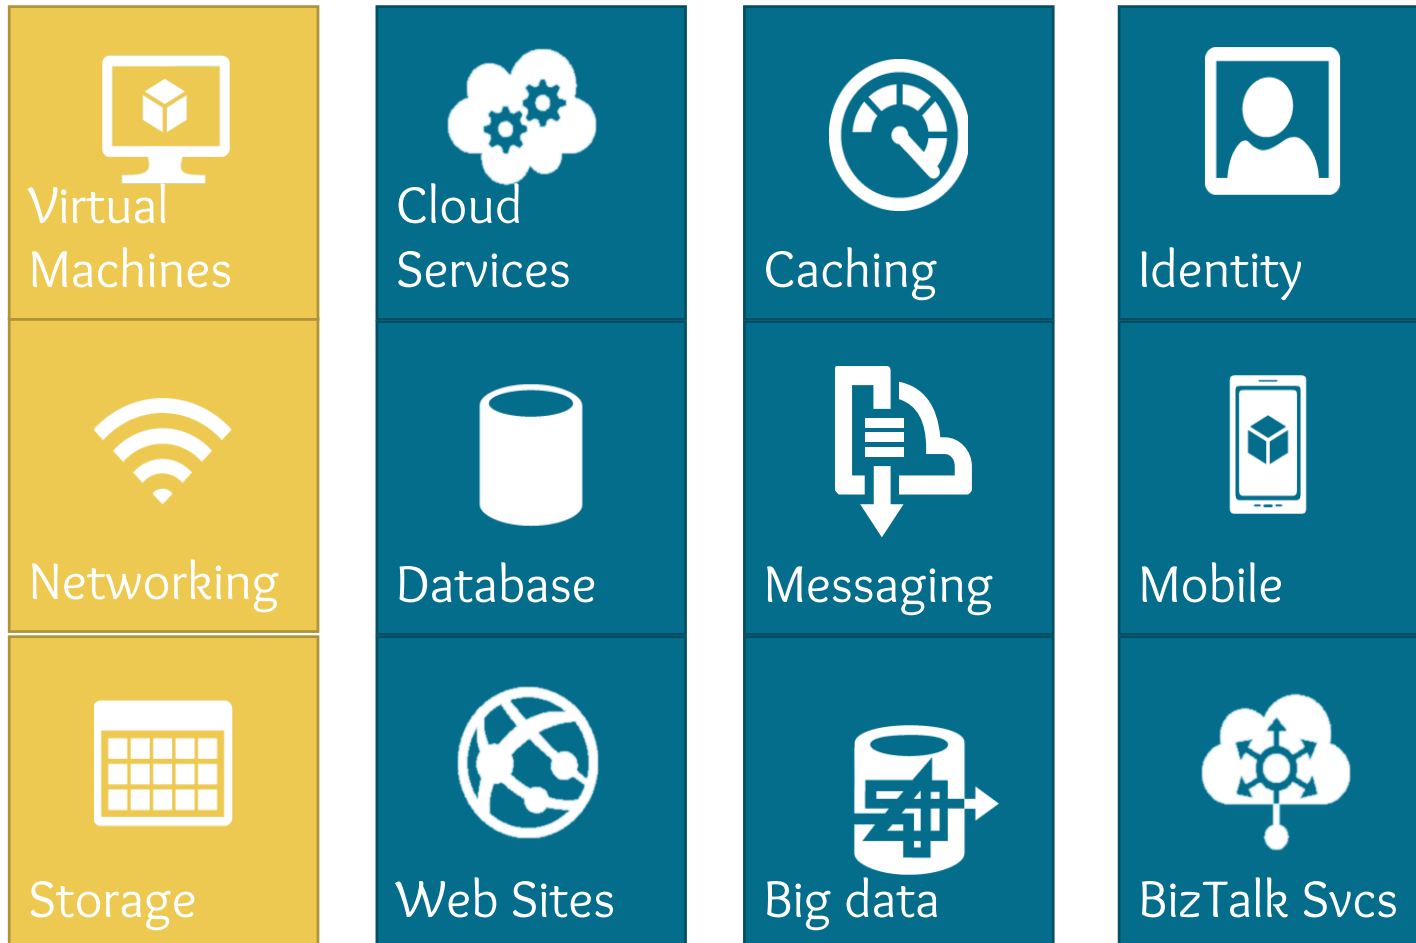 Virtual
Machines
Cloud
Services
Caching
Identity
Networking
Database
Messaging
Mobile
Storage
Web Sites
Big data
BizTalk Svcs